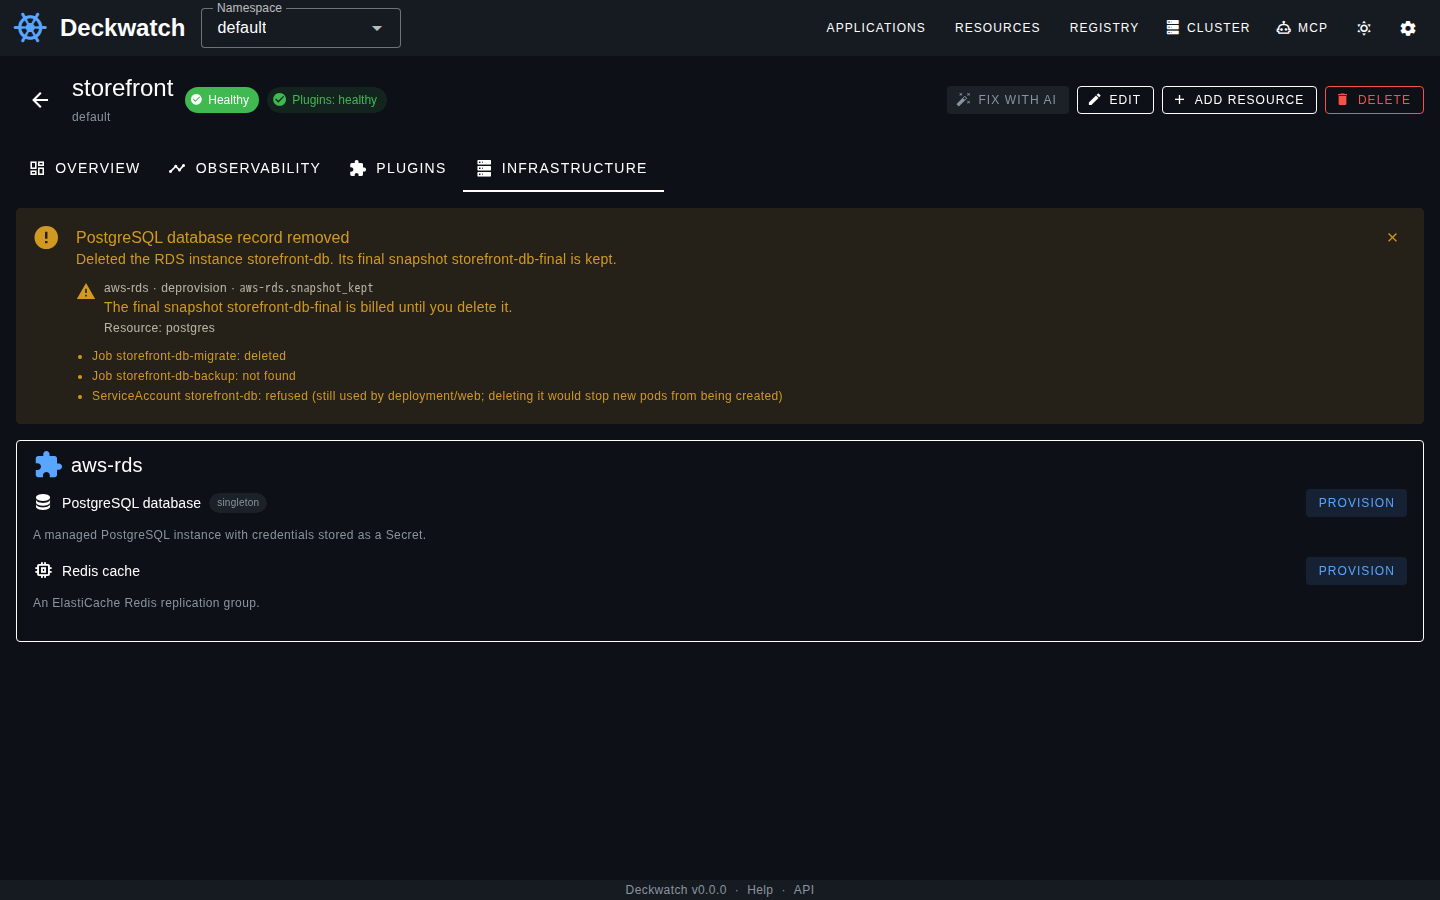 Deckwatch
Namespace
default
APPLICATIONS
RESOURCES
REGISTRY
CLUSTER
MCP
storefront
default
Healthy
Plugins: healthy
FIX WITH AI
EDIT
ADD RESOURCE
DELETE
OVERVIEW
OBSERVABILITY
PLUGINS
INFRASTRUCTURE
PostgreSQL database record removed
Deleted the RDS instance storefront-db. Its final snapshot storefront-db-final is kept.
aws-rds · deprovision · aws-rds.snapshot_kept
The final snapshot storefront-db-final is billed until you delete it.
Resource: postgres
• Job storefront-db-migrate: deleted
• Job storefront-db-backup: not found
• ServiceAccount storefront-db: refused (still used by deployment/web; deleting it would stop new pods from being created)
aws-rds
PostgreSQL database
singleton
PROVISION
A managed PostgreSQL instance with credentials stored as a Secret.
Redis cache
PROVISION
An ElastiCache Redis replication group.
Deckwatch v0.0.0 · Help · API